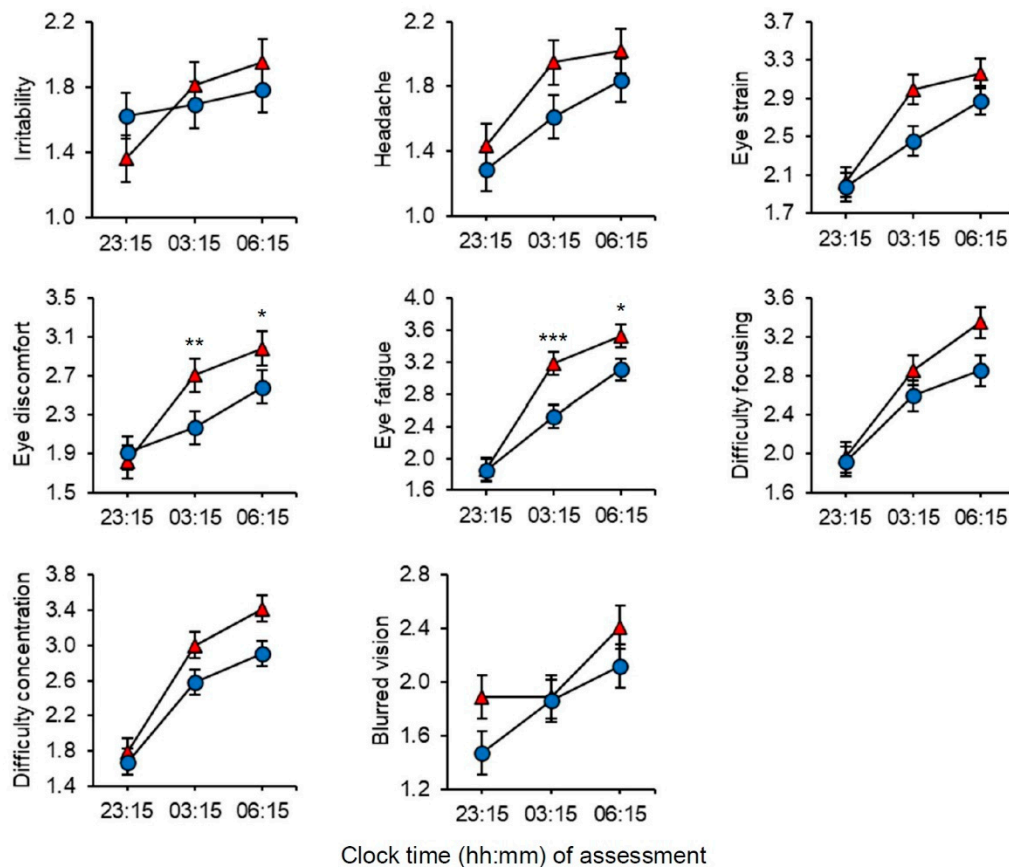 2.2
1.8
1.4
1.0
Irritability
23:15 03:15 06:15
2.2
1.8
1.4
1.0
Headache
23:15 03:15 06:15
3.7
3.3
2.9
2.5
2.1
1.7
Eye strain
23:15 03:15 06:15
3.5
3.1
2.7
2.3
1.9
1.5
Eye discomfort
** *
23:15 03:15 06:15
4.0
3.6
3.2
2.8
2.4
2.0
1.6
Eye fatigue
*** *
23:15 03:15 06:15
3.6
3.2
2.8
2.4
2.0
1.6
Difficulty focusing
23:15 03:15 06:15
3.8
3.4
3.0
2.6
2.2
1.8
1.4
Difficulty concentration
23:15 03:15 06:15
2.8
2.4
2.0
1.6
1.2
Blurred vision
23:15 03:15 06:15
Clock time (hh:mm) of assessment